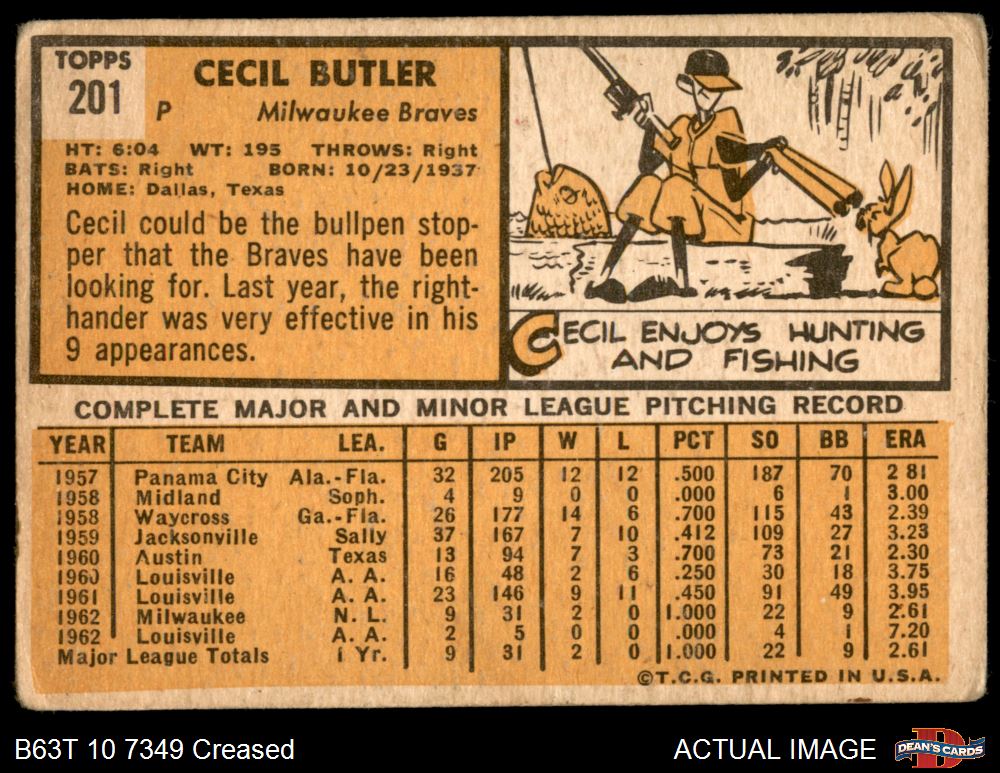 TOPPS
201
P
CECIL BUTLER
Milwaukee Braves
HT: 6:04 WT: 195 THROWS: Right
BATS: Right BORN: 10/23/1937
HOME: Dallas, Texas
Cecil could be the bullpen stop-
per that the Braves have been
looking for. Last year, the right-
hander was very effective in his
9 appearances.
CECIL ENJOYS HUNTING
AND FISHING
COMPLETE MAJOR AND MINOR LEAGUE PITCHING RECORD
YEAR TEAM LEA. G IP W L PCT SO BB ERA
1957 Panama City Ala.-Fla. 32 205 12 12 .500 187 70 2 81
1958 Midland Soph. 4 9 0 0 .000 6 1 3.00
1958 Waycross Ga.-Fla. 26 177 14 6 .700 115 43 2.39
1959 Jacksonville Sally 37 167 7 10 .412 109 27 3.23
1960 Austin Texas 13 94 7 3 .700 73 21 2.30
1960 Louisville A. A. 16 48 2 6 .250 30 18 3.75
1961 Louisville A. A. 23 146 9 11 .450 91 49 3.95
1962 Milwaukee N. L. 9 31 2 0 1.000 22 9 2.61
1962 Louisville A. A. 2 5 0 0 .000 4 1 7.20
Major League Totals 1 Yr. 9 31 2 0 1.000 22 9 2.61
©T.C.G. PRINTED IN U.S.A.
B63T 10 7349 Creased
ACTUAL IMAGE
DEAN'S CARDS